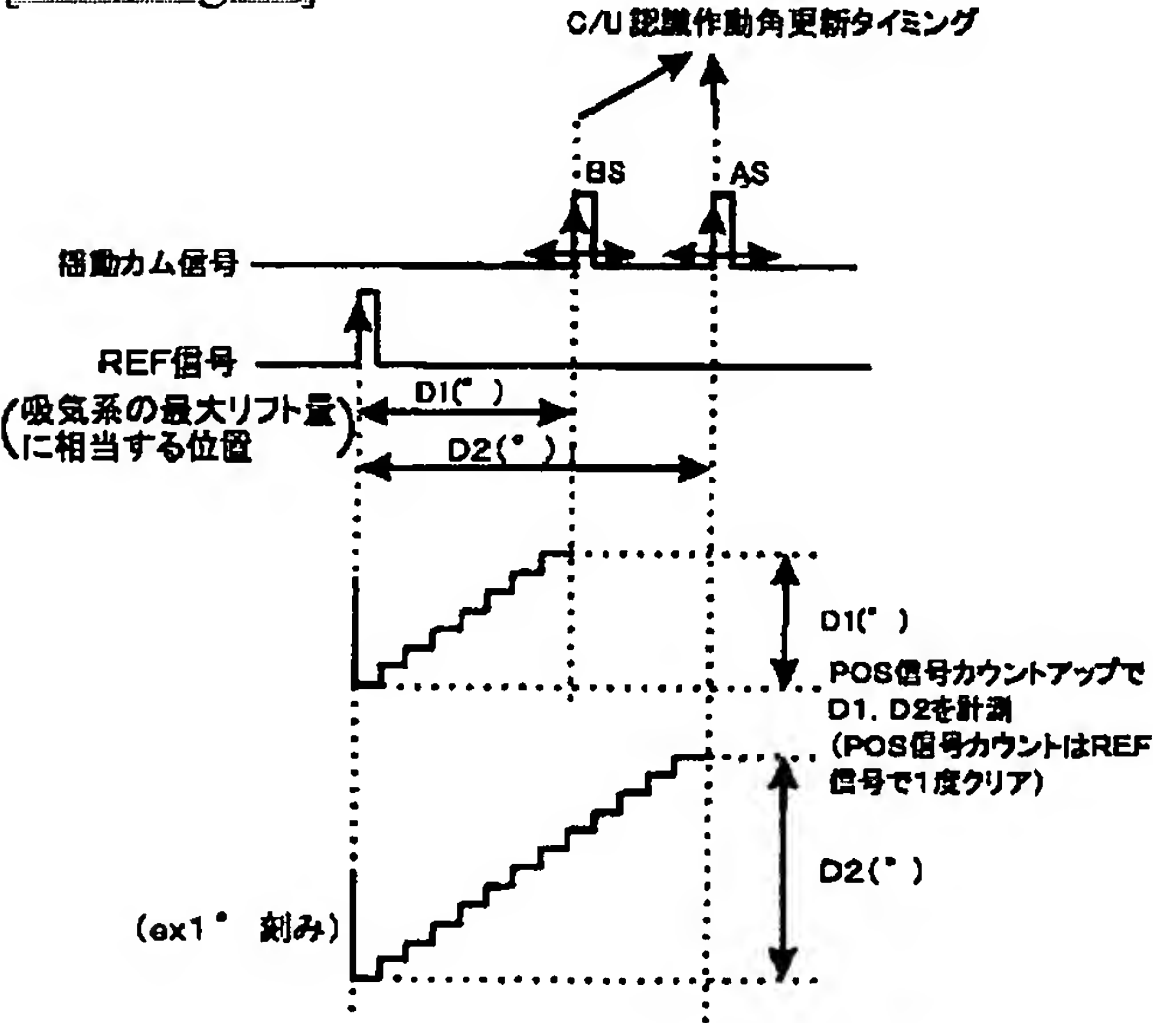 C/U認識作動角更新タイミング
BS
AS
揺動カム信号
REF信号
(吸気系の最大リフト量
に相当する位置)
D1(° )
D2(° )
D1(° )
POS信号カウントアップで
D1. D2を計測
(POS信号カウントはREF
信号で1度クリア)
D2(° )
(ex1° 刻み)